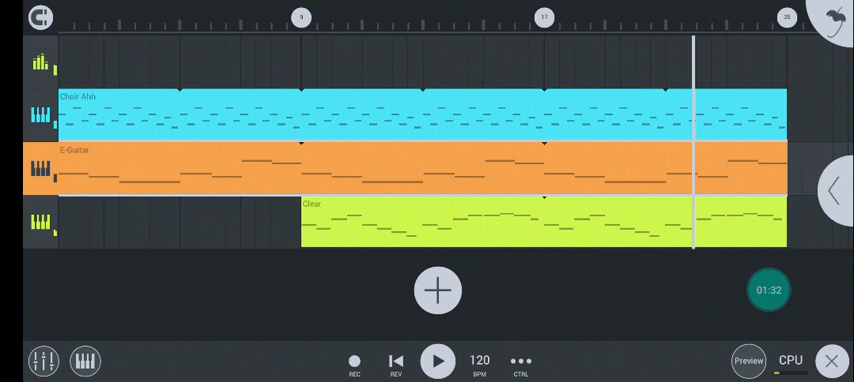 9
17
25
Choir Ahh
E-Guitar
Clear
01:32
REC
REV
120
BPM
CTRL
Preview
CPU